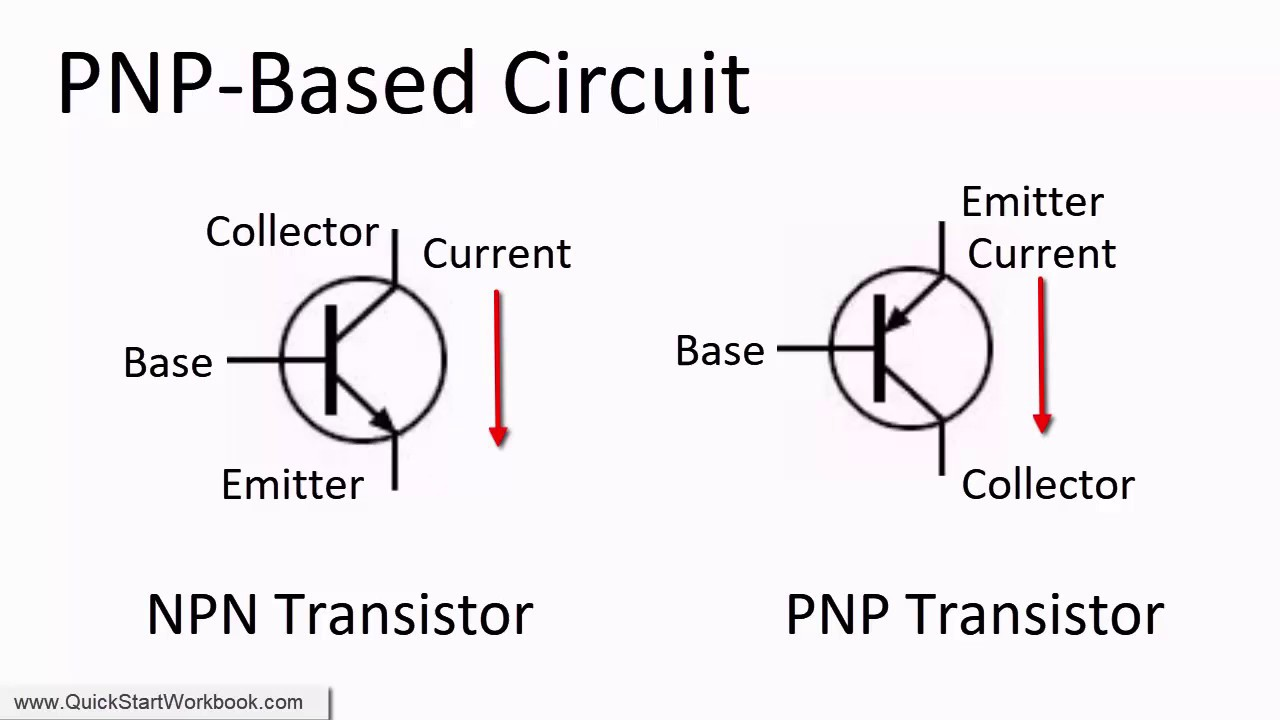 PNP-Based Circuit
Collector
Current
Base
Emitter
NPN Transistor
Emitter
Current
Base
Collector
PNP Transistor
www.QuickStartWorkbook.com